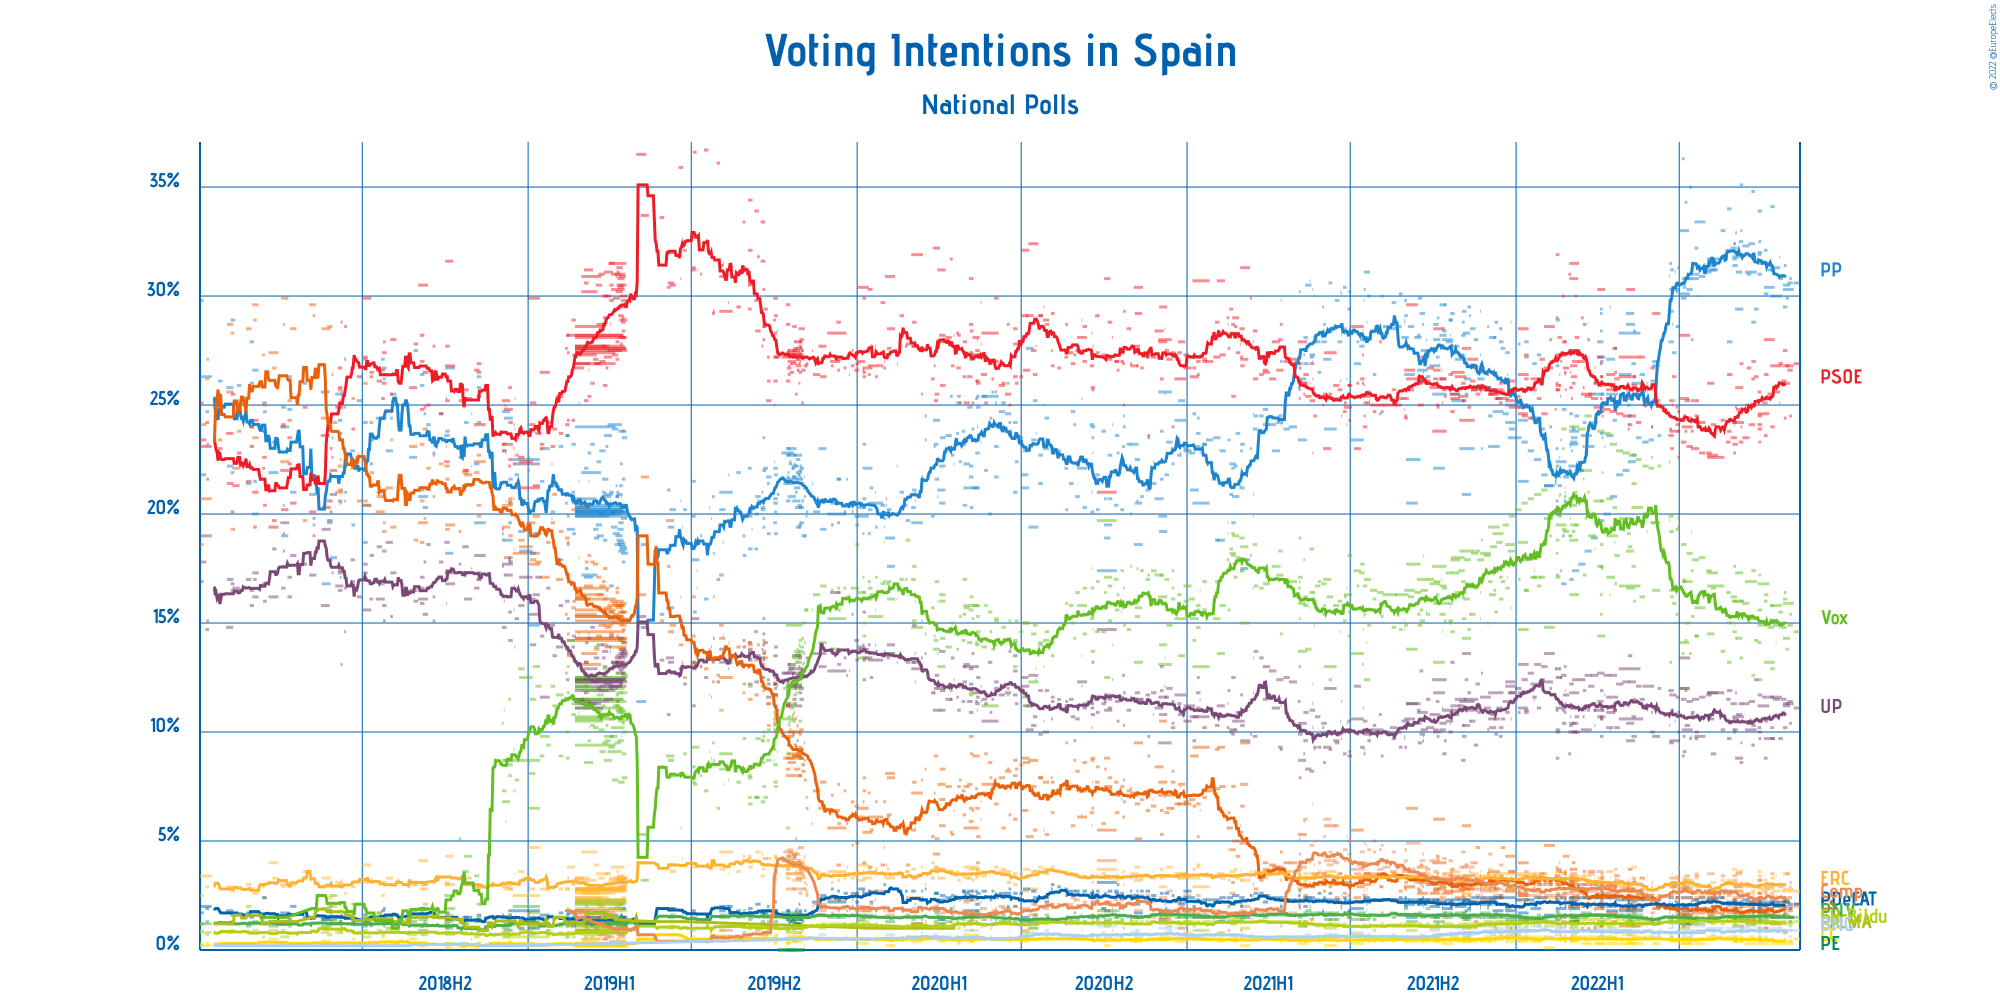 © 2022 @EuropeElects
Voting Intentions in Spain
National Polls
35%
30%
25%
20%
15%
10%
5%
0%
PP
PSOE
Vox
UP
ERC
PDeCAT
PE
2018H2
2019H1
2019H2
2020H1
2020H2
2021H1
2021H2
2022H1